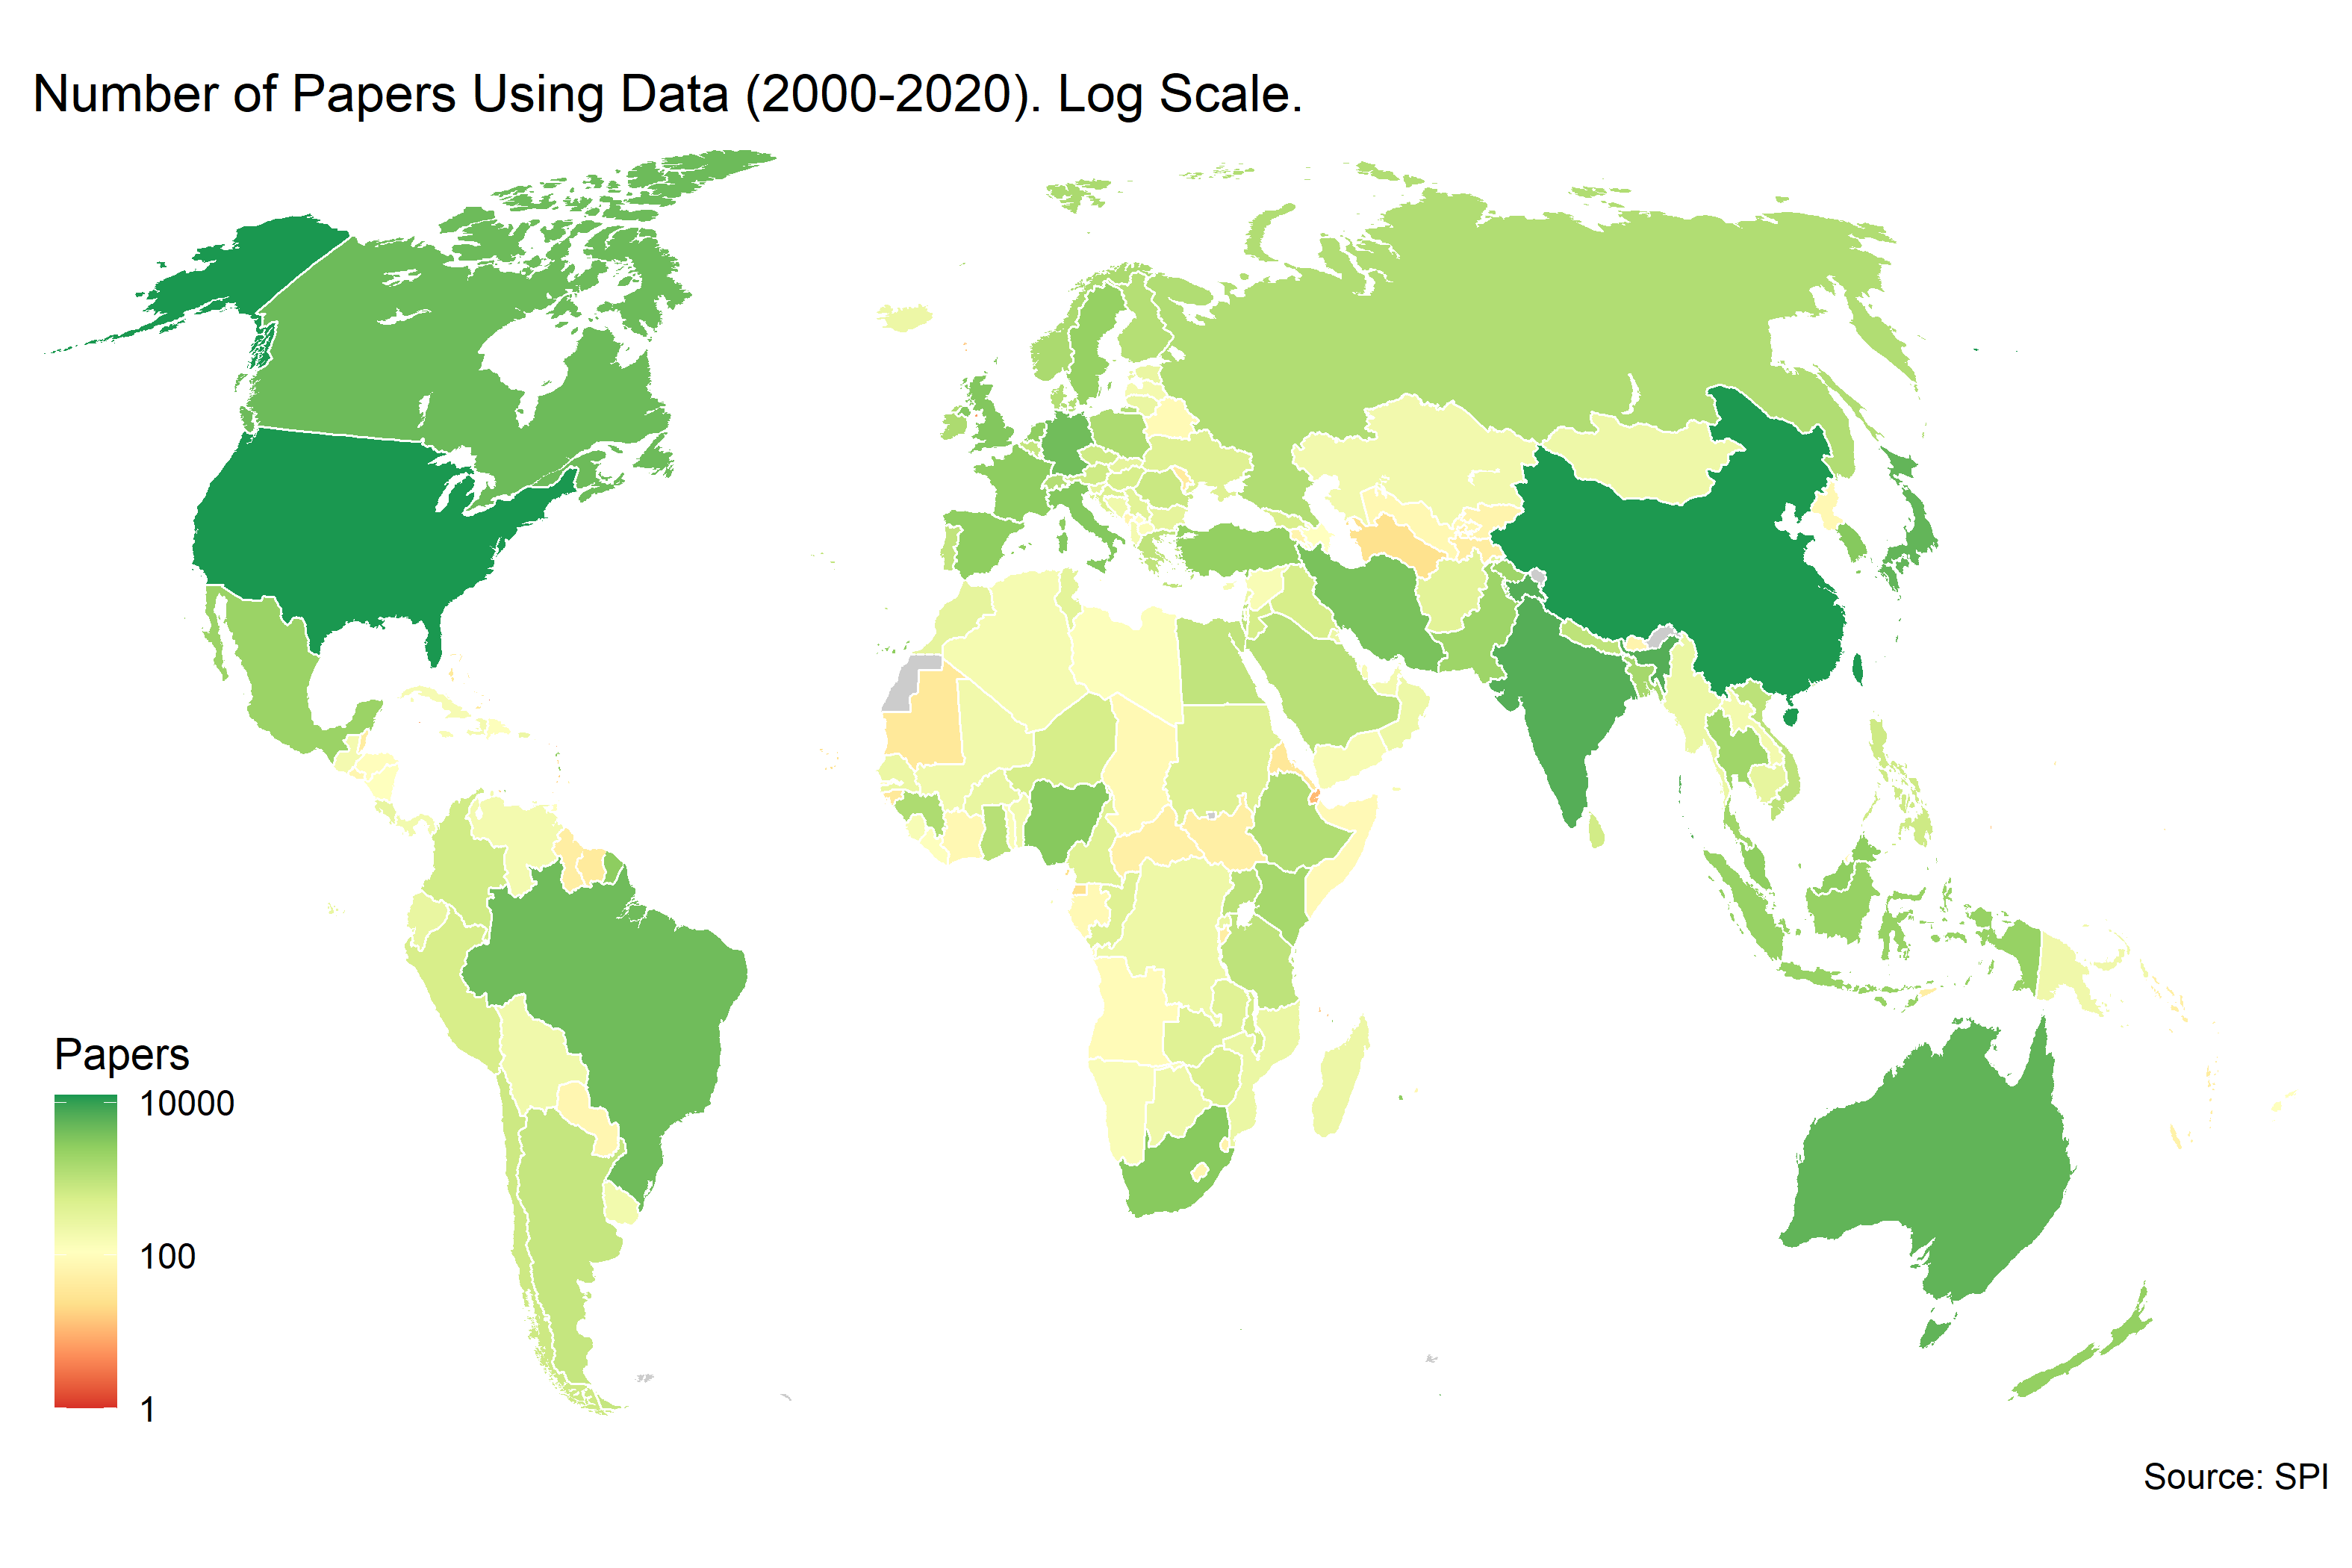 Number of Papers Using Data (2000-2020). Log Scale.
Papers
10000
100
1
Source: SPI